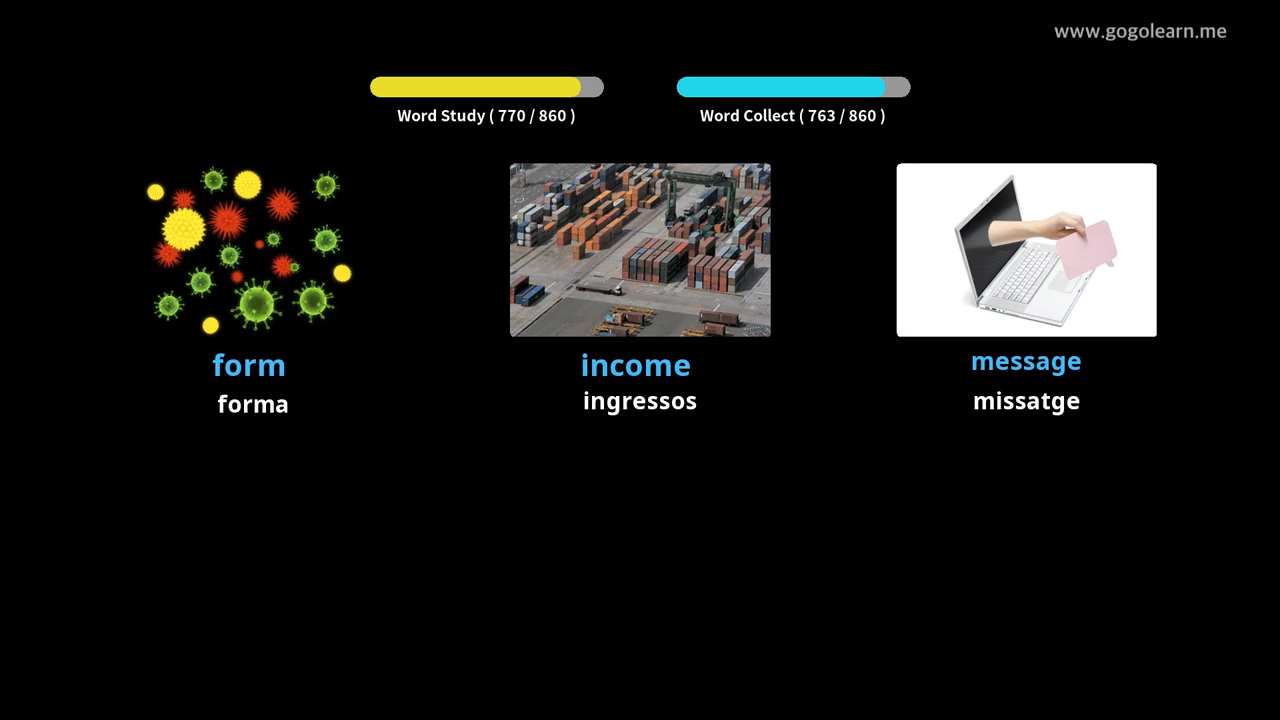 www.gogolearn.me
Word Study ( 770 / 860 )
Word Collect ( 763 / 860 )
form
income
message
forma
ingressos
missatge